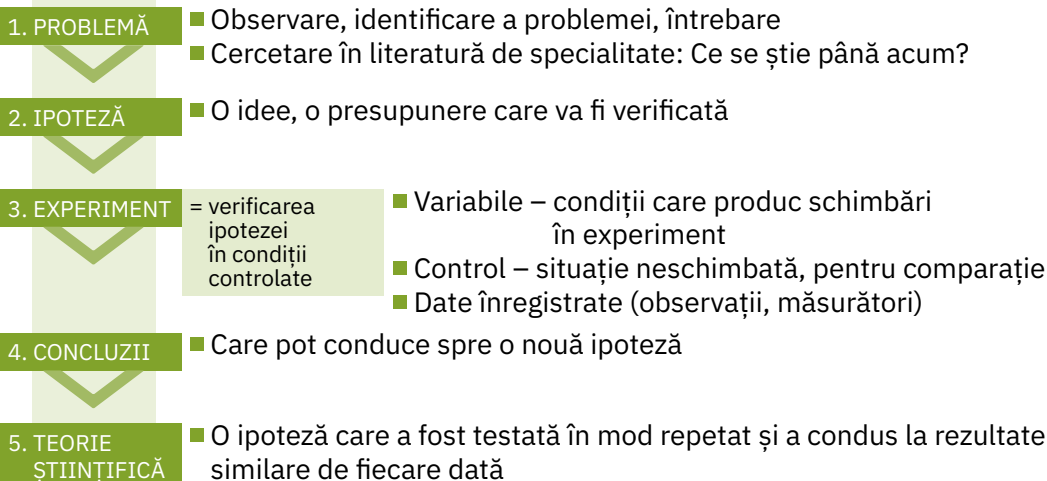 1. PROBLEMĂ
Observare, identificare a problemei, întrebare
Cercetare în literatură de specialitate: Ce se știe până acum?
2. IPOTEZĂ
O idee, o presupunere care va fi verificată
3. EXPERIMENT
= verificarea
ipotezei
în condiții
controlate
Variabile – condiții care produc schimbări
în experiment
Control – situație neschimbată, pentru comparație
Date înregistrate (observații, măsurători)
4. CONCLUZII
Care pot conduce spre o nouă ipoteză
5. TEORIE
ȘTIINȚIFICĂ
O ipoteză care a fost testată în mod repetat și a condus la rezultate
similare de fiecare dată